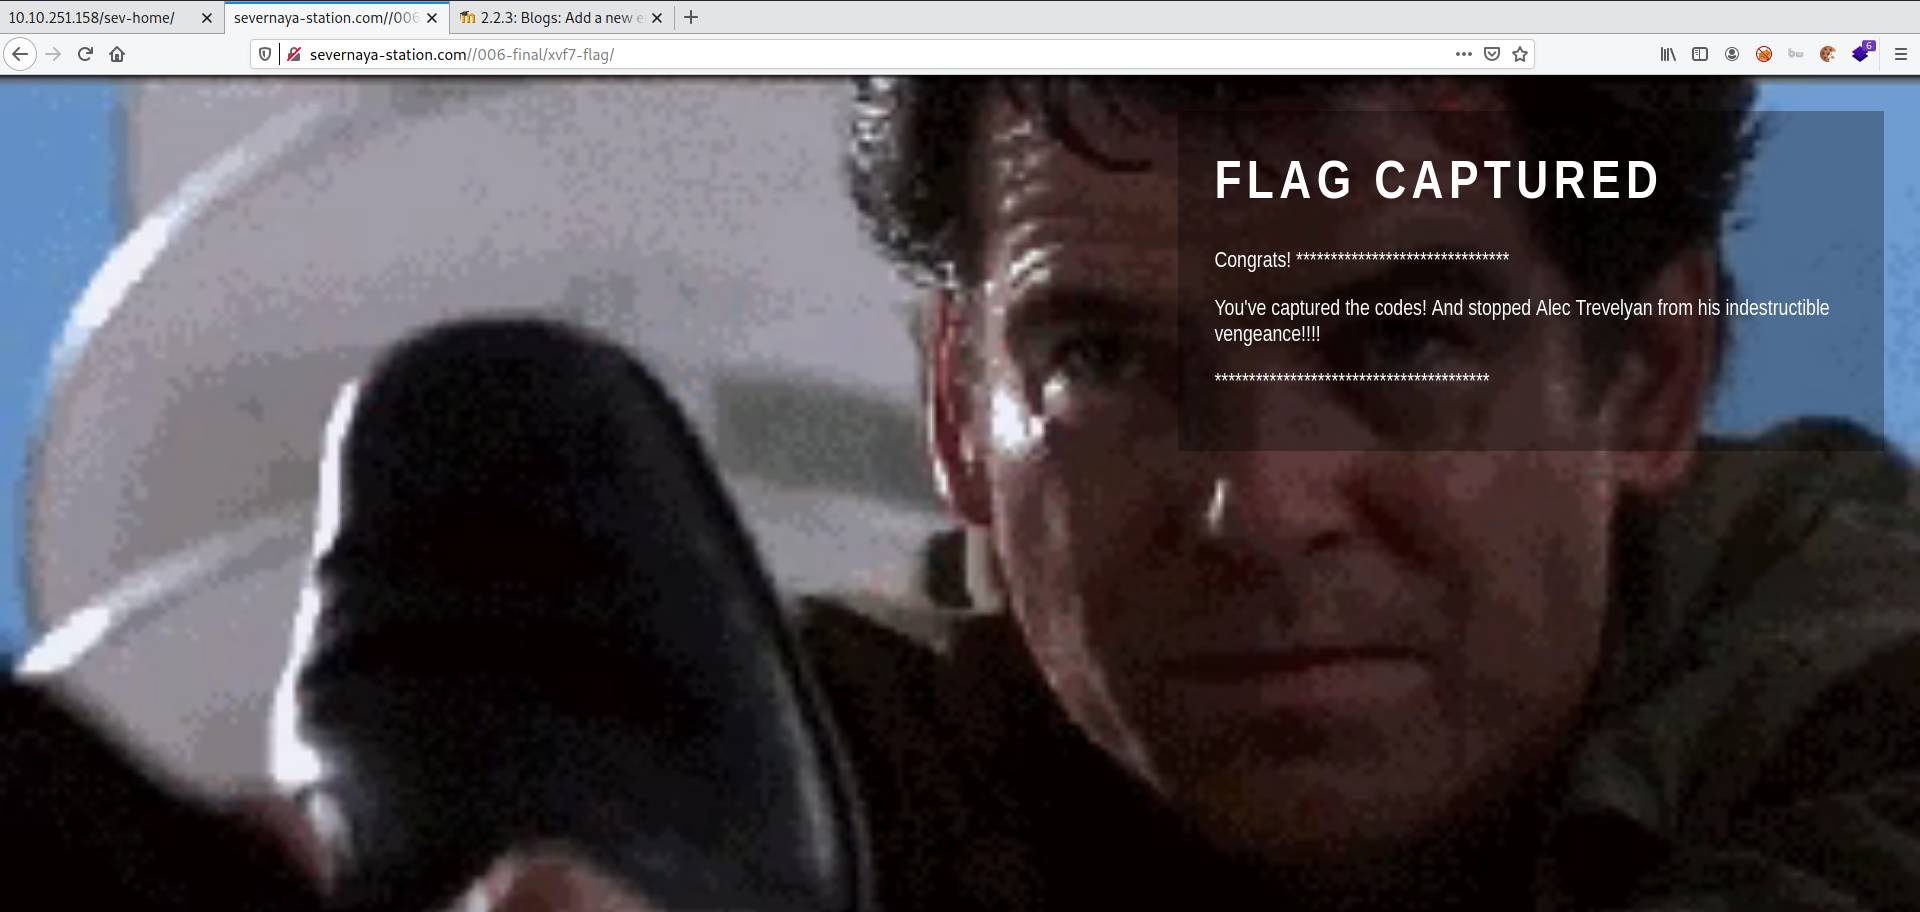 10.10.251.158/sev-home/
severnaya-station.com//006
2.2.3: Blogs: Add a new e
severnaya-station.com//006-final/xvf7-flag/
6
FLAG CAPTURED
Congrats! *******************************
You've captured the codes! And stopped Alec Trevelyan from his indestructible
vengeance!!!!
****************************************